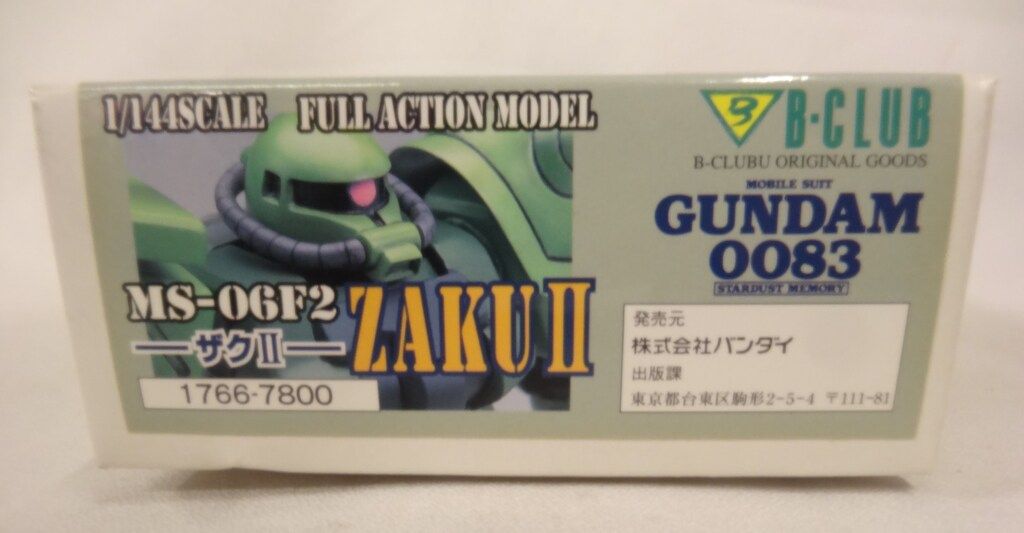 1/144SCALE FULL ACTION MODEL
MS-06F2
ザクⅡ
ZAKU Ⅱ
1766-7800
B
B-CLUB
B-CLUBU ORIGINAL GOODS
MOBILE SUIT
GUNDAM
0083
STARDUST MEMORY
発売元
株式会社バンダイ
出版課
東京都台東区駒形2-5-4 〒111-81